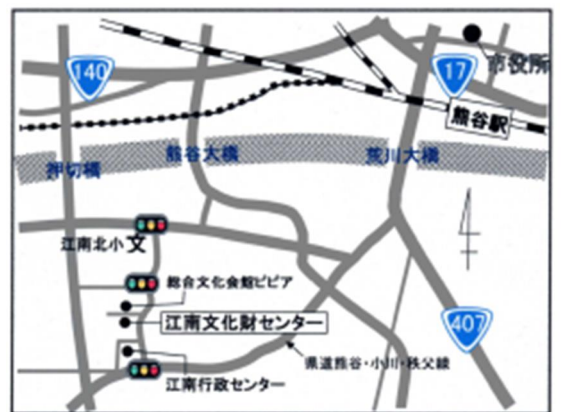 140
17
市役所
熊谷駅
押切橋
熊谷大橋
荒川大橋
江南北小
文
総合文化会館ピピア
江南文化財センター
407
県道熊谷・小川・秩父線
江南行政センター